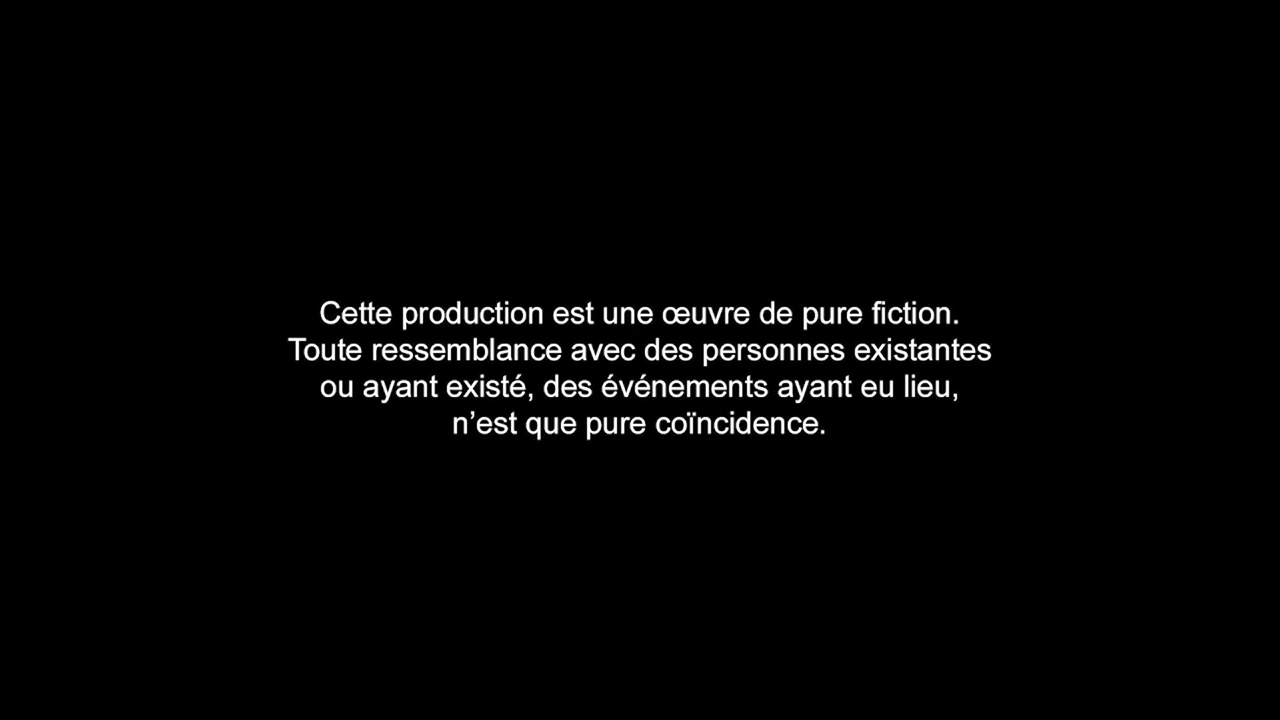 Cette production est une œuvre de pure fiction.
Toute ressemblance avec des personnes existantes
ou ayant existé, des événements ayant eu lieu,
n’est que pure coïncidence.